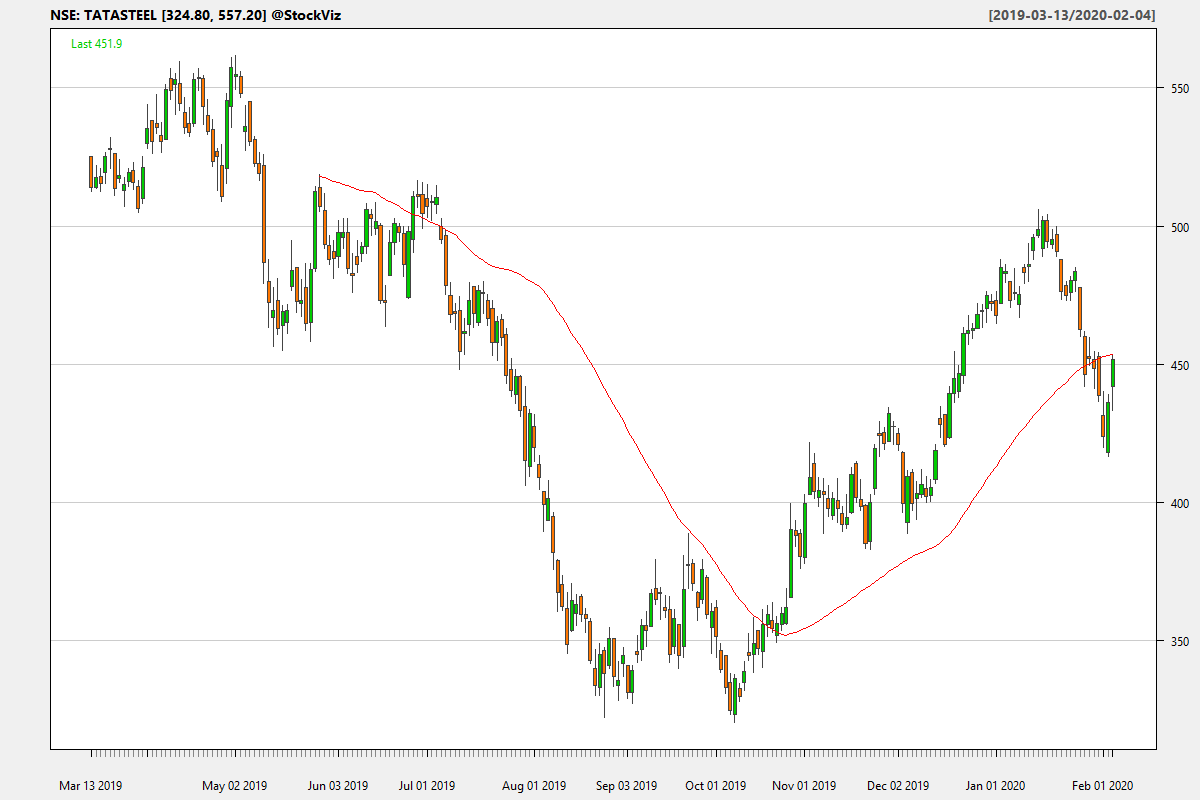 NSE: TATASTEEL [324.80, 557.20] @StockViz
[2019-03-13/2020-02-04]
Last 451.9
550
500
450
400
350
Mar 13 2019
May 02 2019
Jun 03 2019
Jul 01 2019
Aug 01 2019
Sep 03 2019
Oct 01 2019
Nov 01 2019
Dec 02 2019
Jan 01 2020
Feb 01 2020